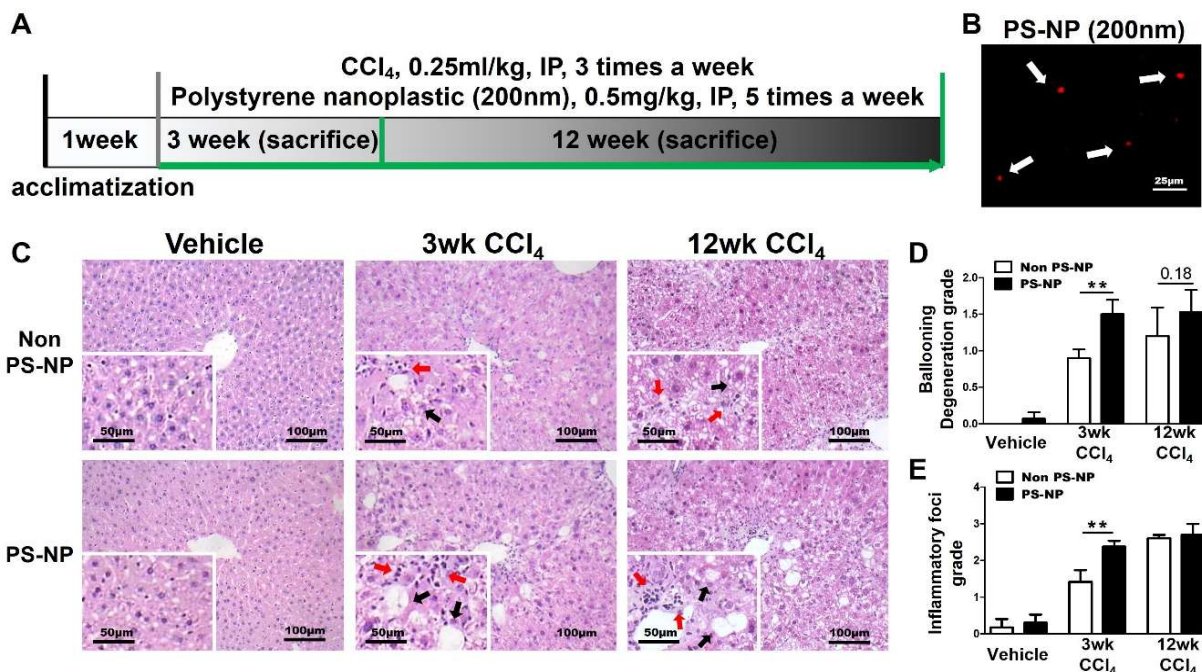 A
CCl₄, 0.25ml/kg, IP, 3 times a week
Polystyrene nanoplastic (200nm), 0.5mg/kg, IP, 5 times a week
1week
3 week (sacrifice)
12 week (sacrifice)
acclimatization
B
PS-NP (200nm)
25µm
C
Vehicle
3wk CCl₄
12wk CCl₄
Non
PS-NP
50µm
100µm
50µm
100µm
50µm
100µm
PS-NP
50µm
100µm
50µm
100µm
50µm
100µm
D
Non PS-NP
PS-NP
0.18
**
Ballooning
Degeneration grade
2.0
1.5
1.0
0.5
0.0
Vehicle
3wk
CCl₄
12wk
CCl₄
E
Non PS-NP
PS-NP
**
Inflammatory foci
grade
4
3
2
1
0
Vehicle
3wk
CCl₄
12wk
CCl₄